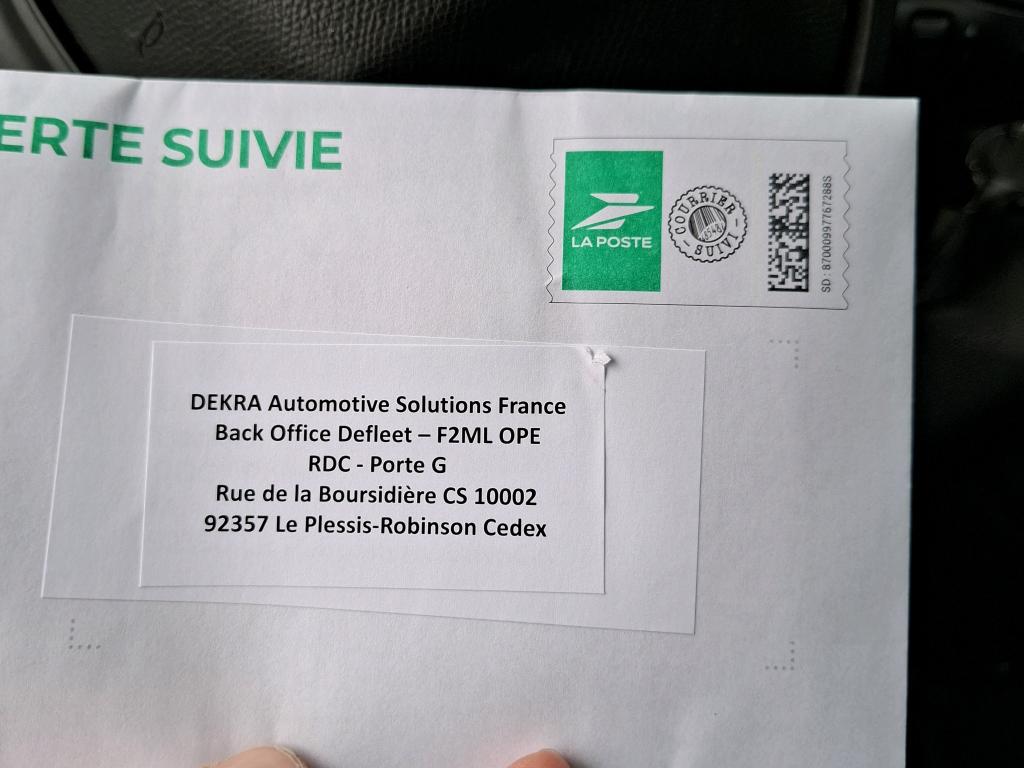 ERTE SUIVIE
LA POSTE
COURRIER
SUIVI
SD : 87000997767288S
DEKRA Automotive Solutions France
Back Office Defleet – F2ML OPE
RDC - Porte G
Rue de la Boursidière CS 10002
92357 Le Plessis-Robinson Cedex